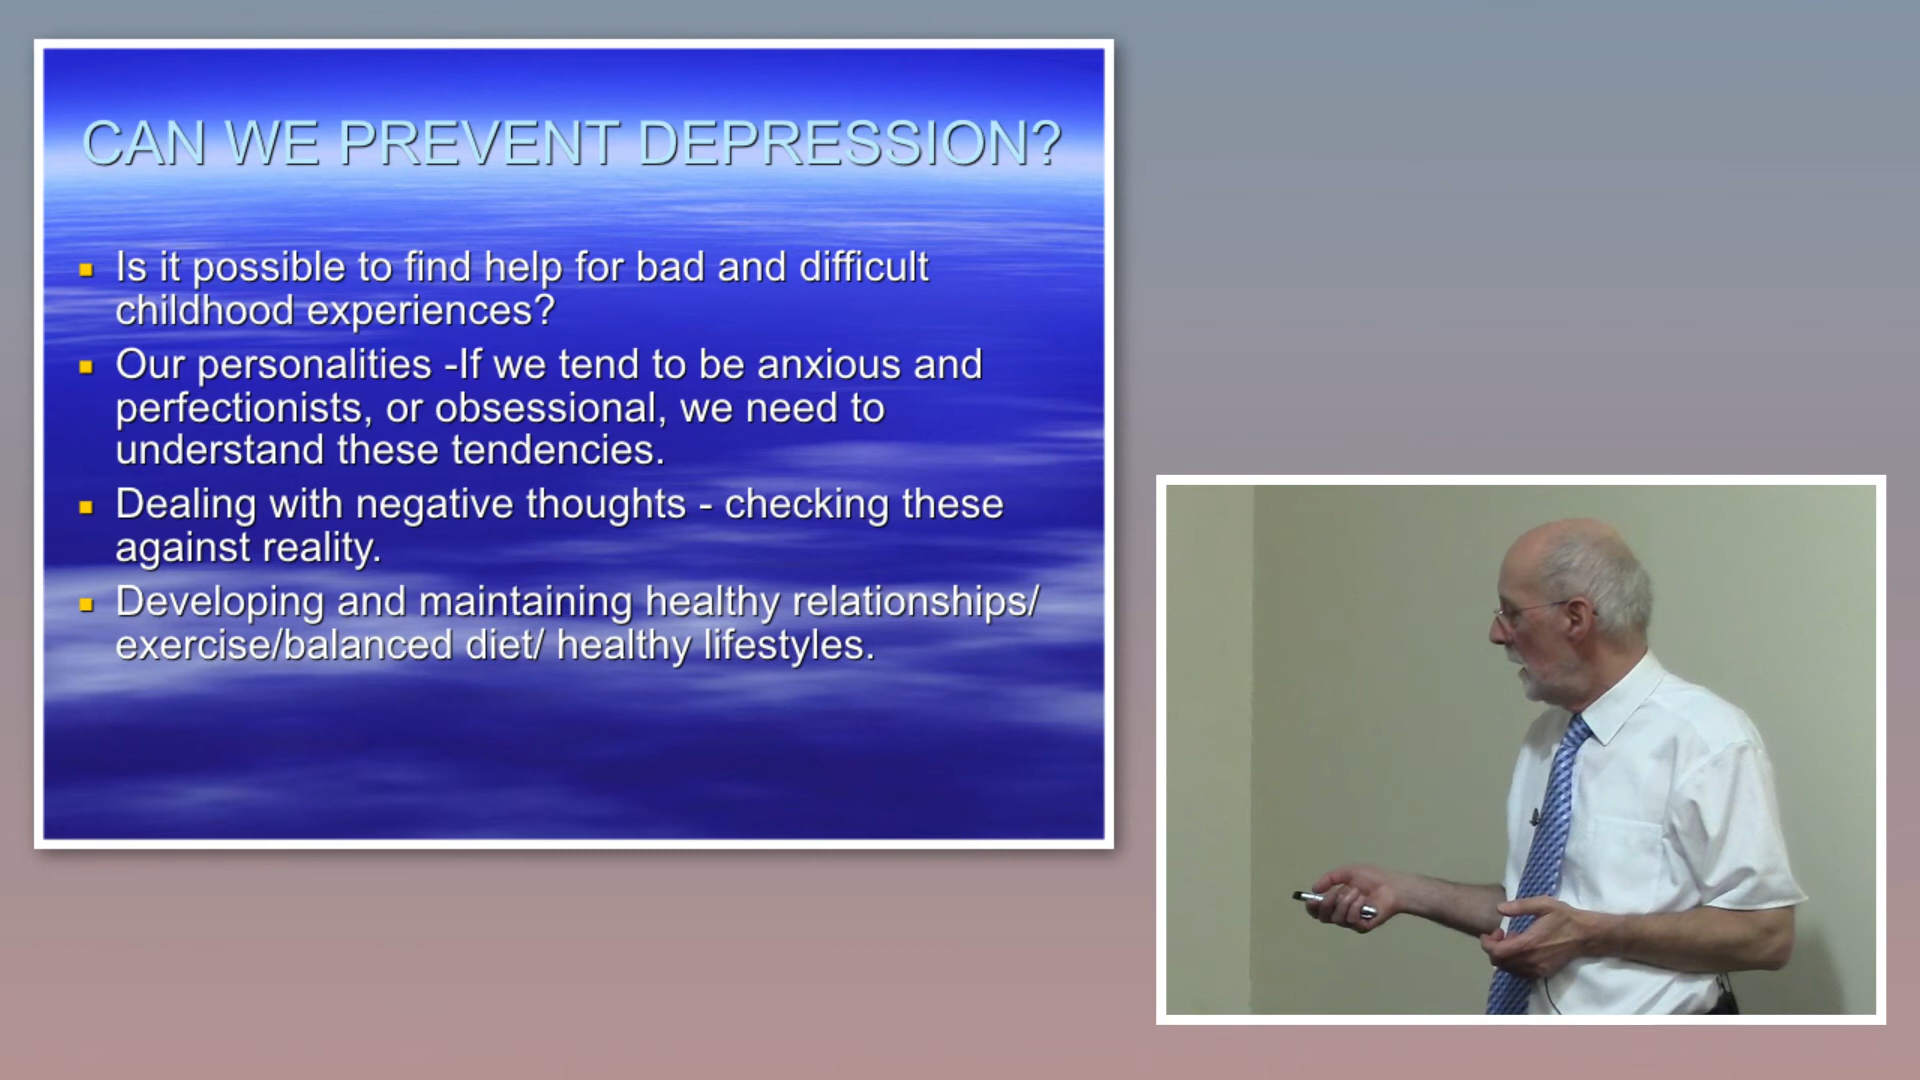 CAN WE PREVENT DEPRESSION?
Is it possible to find help for bad and difficult
childhood experiences?
Our personalities -If we tend to be anxious and
perfectionists, or obsessional, we need to
understand these tendencies.
Dealing with negative thoughts - checking these
against reality.
Developing and maintaining healthy relationships/
exercise/balanced diet/ healthy lifestyles.